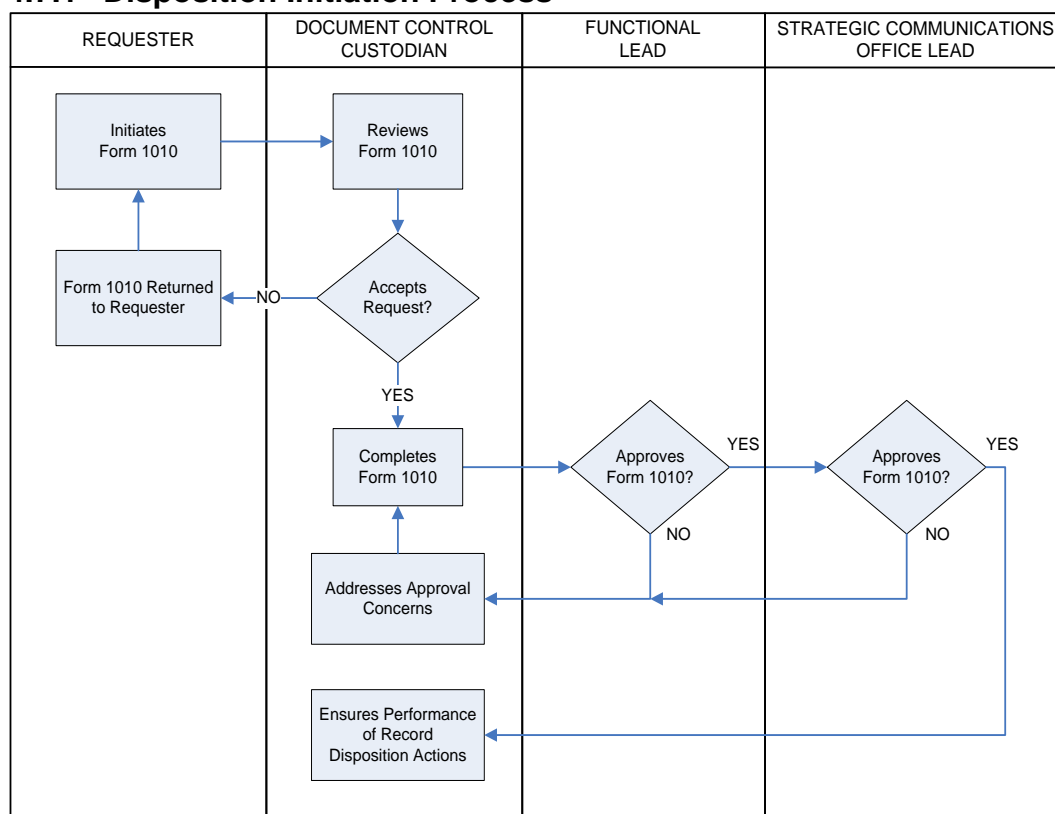 Disposition Initiation Process
REQUESTER
DOCUMENT CONTROL
CUSTODIAN
FUNCTIONAL
LEAD
STRATEGIC COMMUNICATIONS
OFFICE LEAD
Initiates
Form 1010
Reviews
Form 1010
Form 1010 Returned
to Requester
NO
Accepts
Request?
YES
Completes
Form 1010
Approves
Form 1010?
YES
Approves
Form 1010?
YES
NO
NO
Addresses Approval
Concerns
Ensures Performance
of Record
Disposition Actions